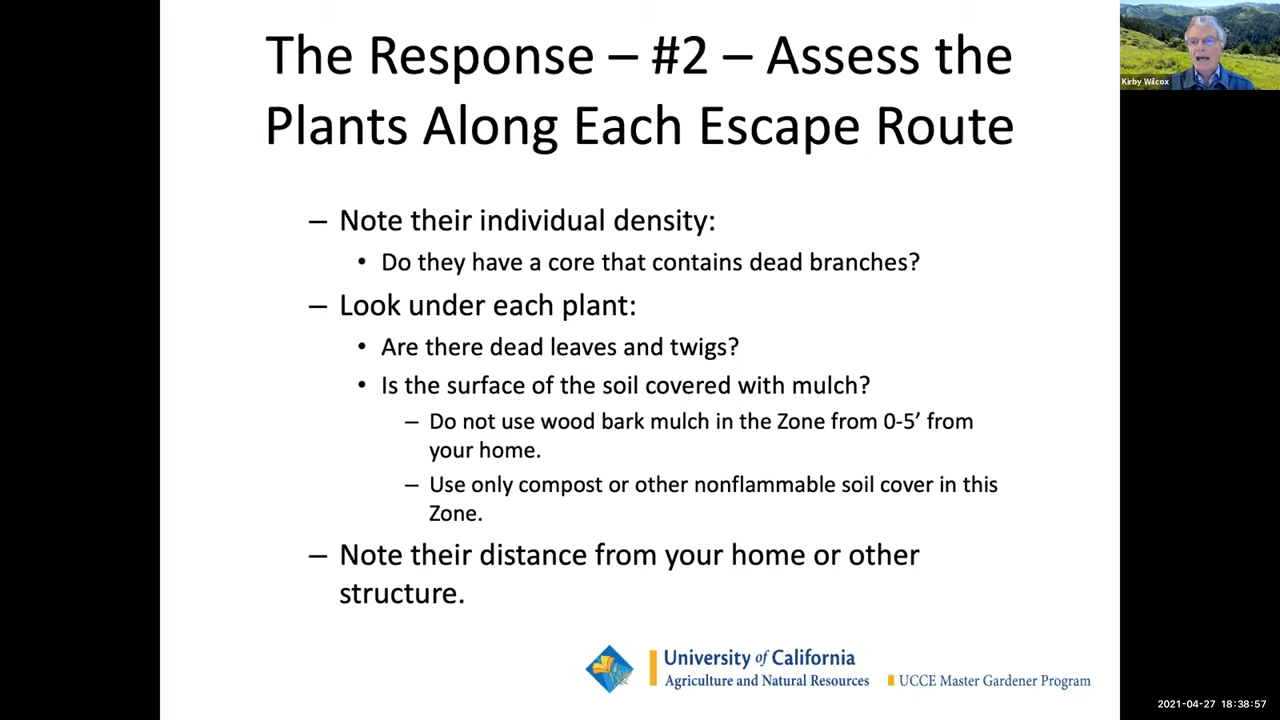 The Response – #2 – Assess the
Plants Along Each Escape Route
– Note their individual density:
• Do they have a core that contains dead branches?
– Look under each plant:
• Are there dead leaves and twigs?
• Is the surface of the soil covered with mulch?
– Do not use wood bark mulch in the Zone from 0-5’ from
your home.
– Use only compost or other nonflammable soil cover in this
Zone.
– Note their distance from your home or other
structure.
University of California
Agriculture and Natural Resources
UCCE Master Gardener Program
Kirby Wilcox
2021-04-27 18:38:57